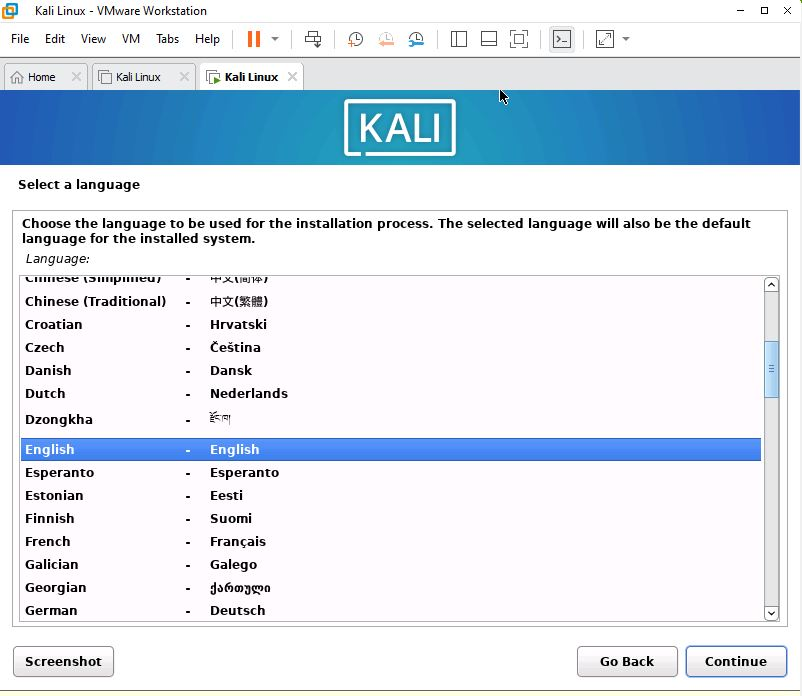 Kali Linux - VMware Workstation
File Edit View VM Tabs Help
Home Kali Linux Kali Linux
KALI
Select a language
Choose the language to be used for the installation process. The selected language will also be the default
language for the installed system.
Language:
Chinese (Simplified) - 中文(简体)
Chinese (Traditional) - 中文(繁體)
Croatian - Hrvatski
Czech - Čeština
Danish - Dansk
Dutch - Nederlands
Dzongkha - རྫོང་ཁ།
English - English
Esperanto - Esperanto
Estonian - Eesti
Finnish - Suomi
French - Français
Galician - Galego
Georgian - ქართული
German - Deutsch
Screenshot Go Back Continue